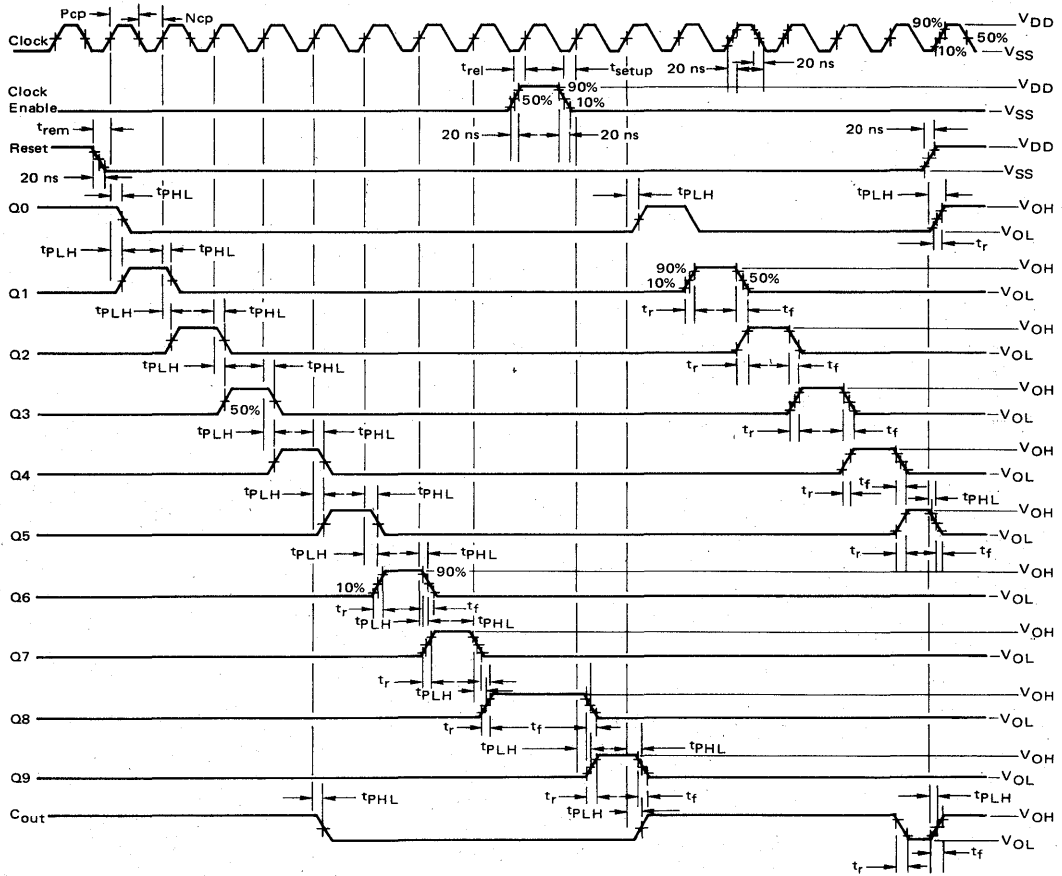 Pcp Ncp
Clock 90% 50% 10% VDD VSS
trel tsetup 20 ns 20 ns
Clock
Enable 50% 90% 10% VDD VSS
trem 20 ns 20 ns 20 ns
Reset VDD VSS
20 ns tPHL tPLH tPLH
Q0 VOH VOL
tPLH tPHL tr
Q1 90% 10% 50% VOH VOL
tPLH tPHL tr tf
Q2 VOH VOL
tPLH tPHL tr tf
Q3 50% VOH VOL
tPLH tPHL tr tf
Q4 VOH VOL
tPLH tPHL tr tf tPHL
Q5 VOH VOL
tPLH tPHL tr tf
Q6 10% 90% VOH VOL
tr tf
tPLH tPHL
Q7 VOH VOL
tr tPLH
Q8 VOH VOL
tr tf
tPLH tPHL
Q9 VOH VOL
tr tf
Cout tPHL tPLH tPLH VOH VOL
tr tf